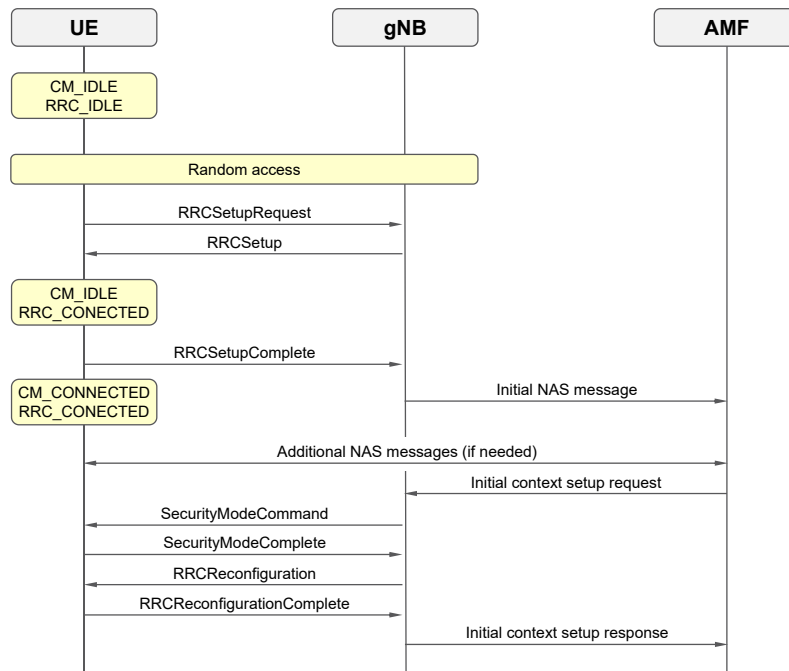 UE
gNB
AMF
CM_IDLE
RRC_IDLE
Random access
RRCSetupRequest
RRCSetup
CM_IDLE
RRC_CONECTED
RRCSetupComplete
CM_CONNECTED
RRC_CONECTED
Initial NAS message
Additional NAS messages (if needed)
Initial context setup request
SecurityModeCommand
SecurityModeComplete
RRCReconfiguration
RRCReconfigurationComplete
Initial context setup response